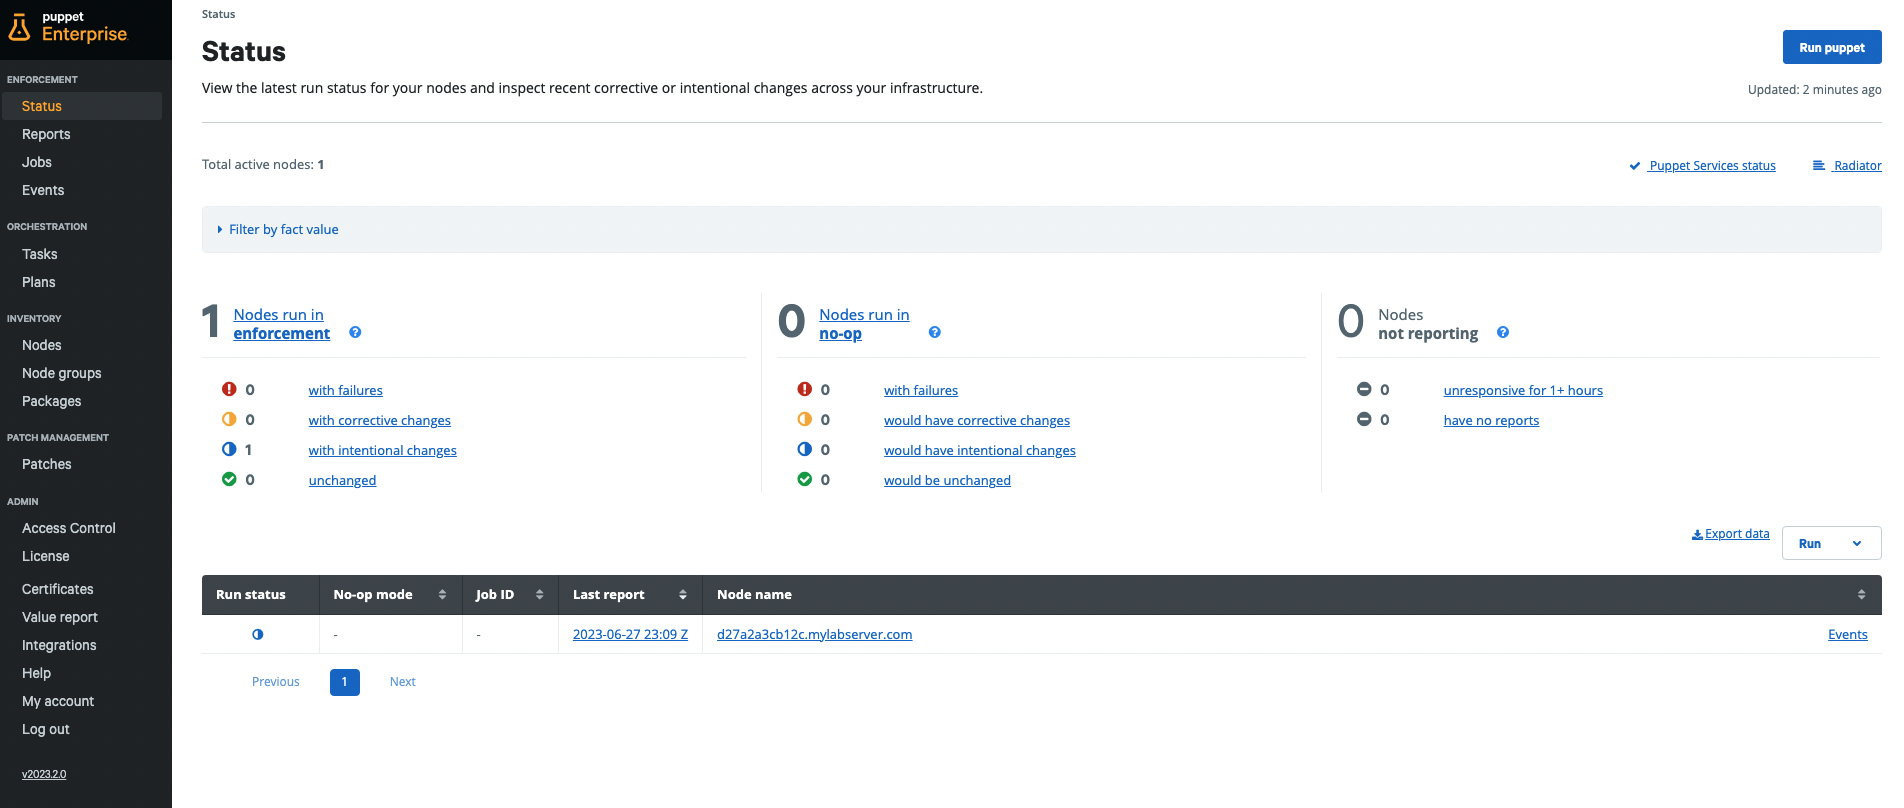 puppet
Enterprise
ENFORCEMENT
Status
Reports
Jobs
Events
ORCHESTRATION
Tasks
Plans
INVENTORY
Nodes
Node groups
Packages
PATCH MANAGEMENT
Patches
ADMIN
Access Control
License
Certificates
Value report
Integrations
Help
My account
Log out
v2023.2.0
Status
Status
Run puppet
View the latest run status for your nodes and inspect recent corrective or intentional changes across your infrastructure.
Updated: 2 minutes ago
Total active nodes: 1
Puppet Services status
Radiator
Filter by fact value
1 Nodes run in
enforcement ?
0 with failures
0 with corrective changes
1 with intentional changes
0 unchanged
0 Nodes run in
no-op ?
0 with failures
0 would have corrective changes
0 would have intentional changes
0 would be unchanged
0 Nodes
not reporting ?
0 unresponsive for 1+ hours
0 have no reports
Export data
Run
Run status No-op mode Job ID Last report Node name
- - 2023-06-27 23:09 Z d27a2a3cb12c.mylabserver.com Events
Previous 1 Next